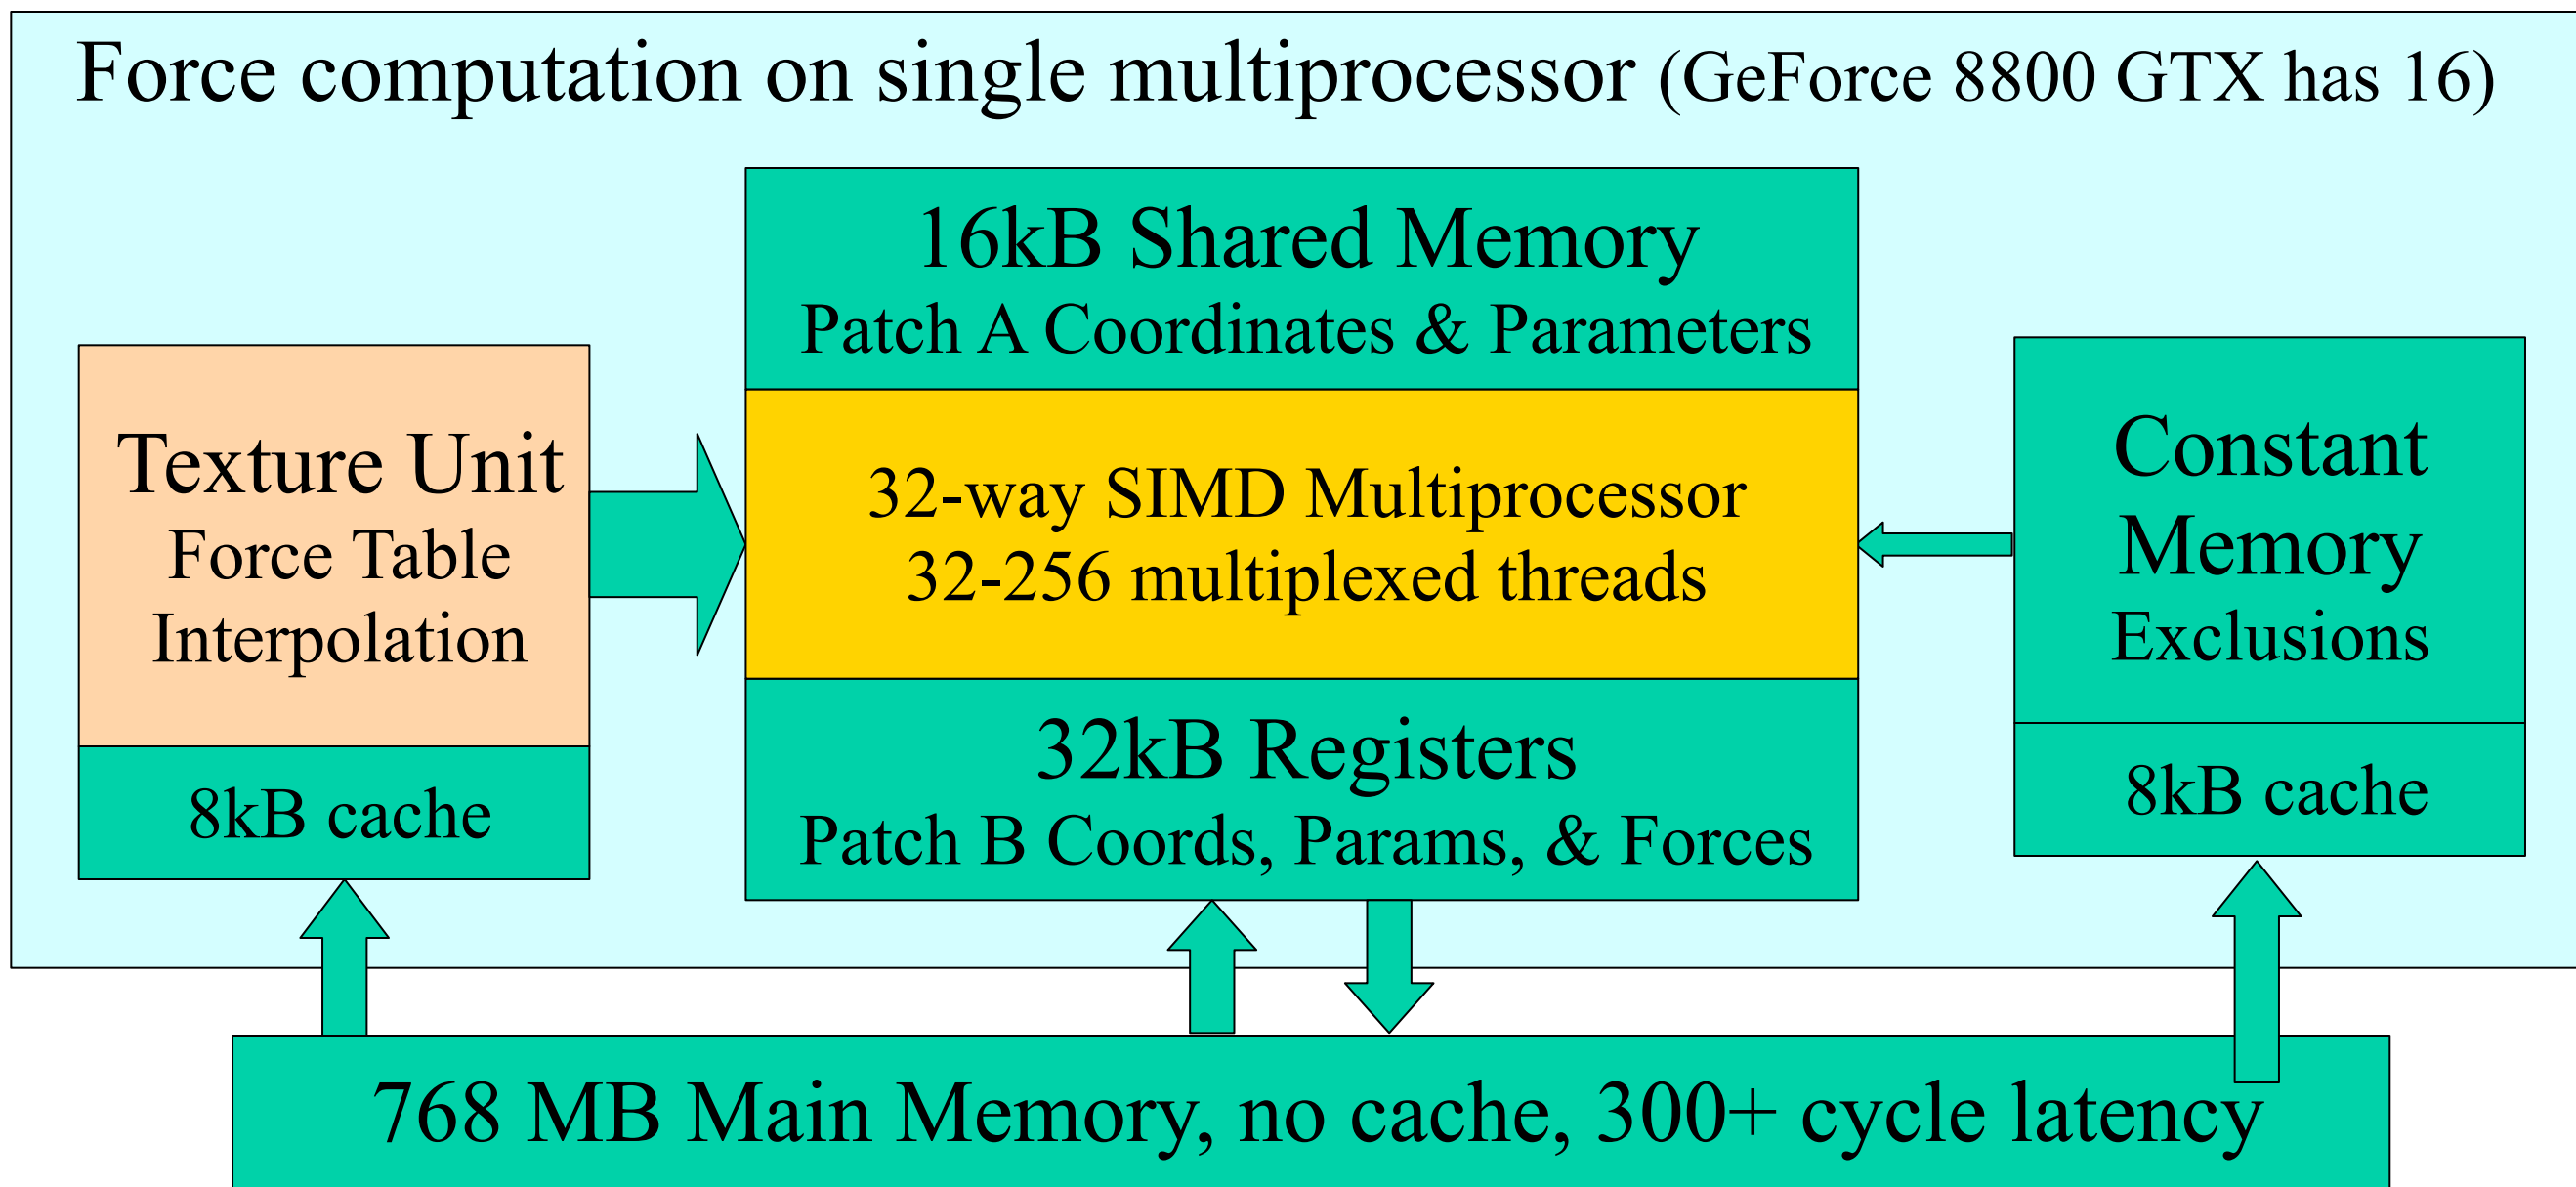 Force computation on single multiprocessor (GeForce 8800 GTX has 16)
16kB Shared Memory
Patch A Coordinates & Parameters
Texture Unit
Force Table
Interpolation
8kB cache
32-way SIMD Multiprocessor
32-256 multiplexed threads
32kB Registers
Patch B Coords, Params, & Forces
Constant
Memory
Exclusions
8kB cache
768 MB Main Memory, no cache, 300+ cycle latency